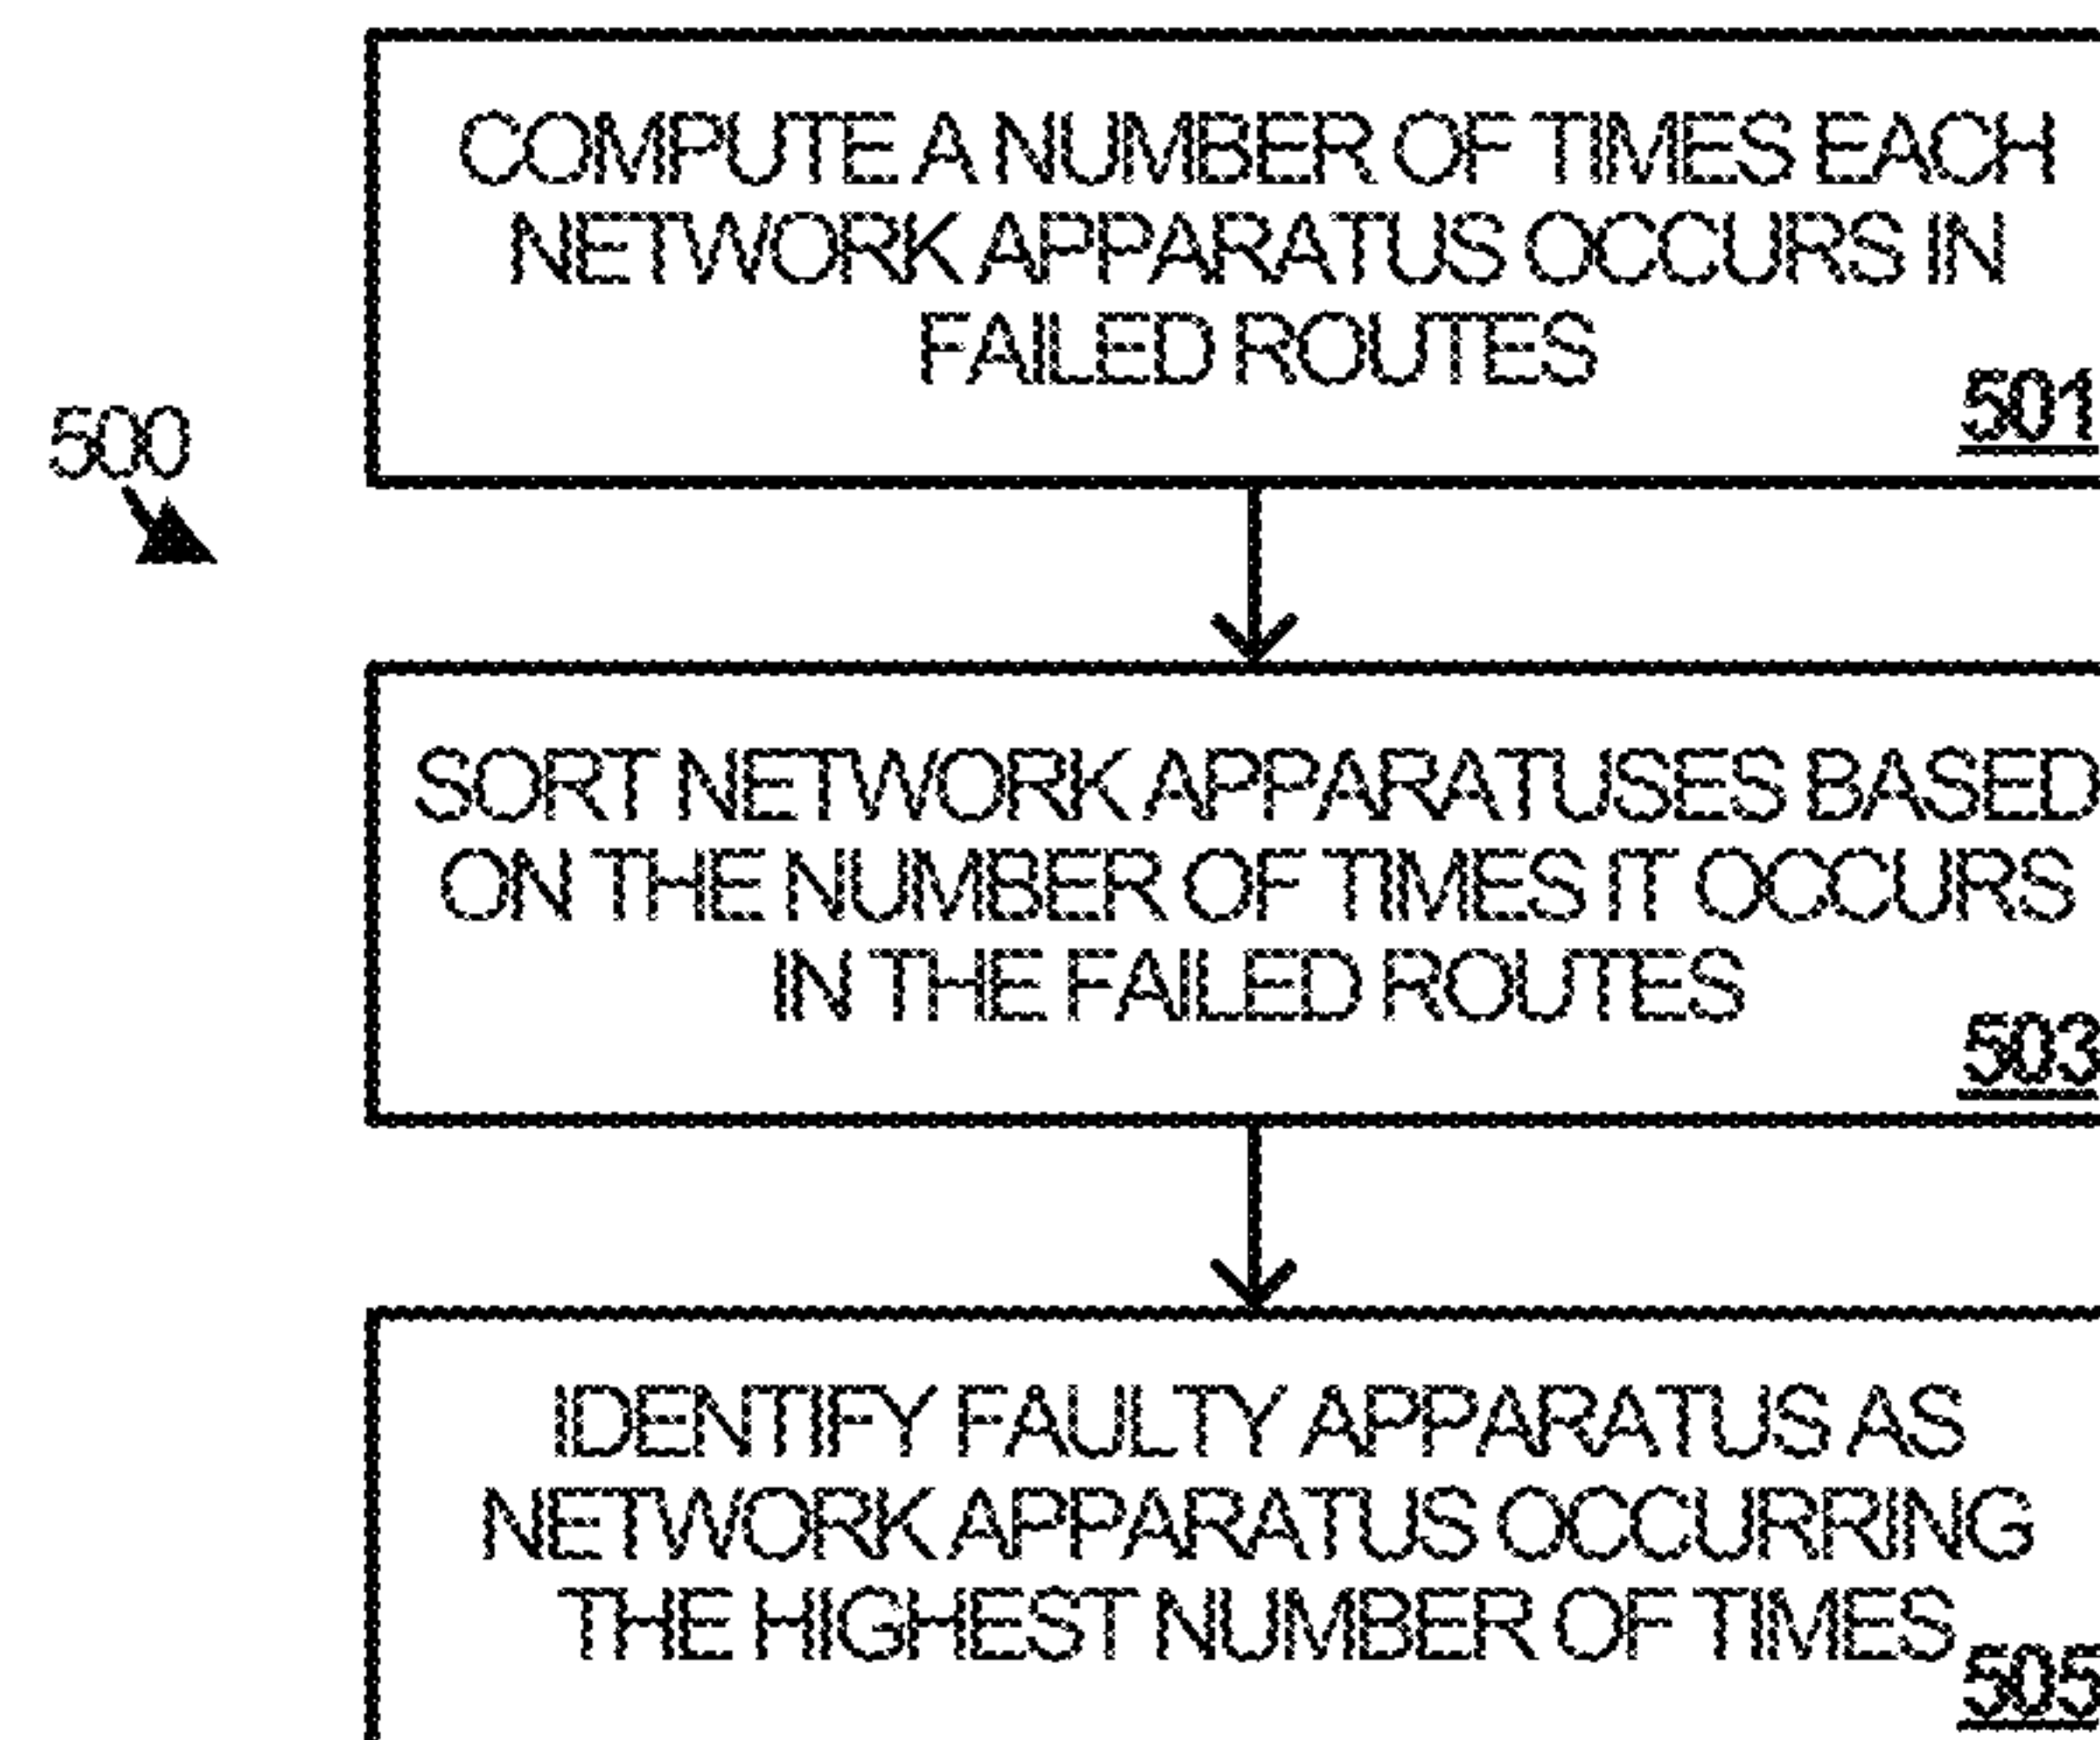 COMPUTE A NUMBER OF TIMES EACH
NETWORK APPARATUS OCCURS IN
FAILED ROUTES
501
500
SORT NETWORK APPARATUSES BASED
ON THE NUMBER OF TIMES IT OCCURS
IN THE FAILED ROUTES
503
IDENTIFY FAULTY APPARATUS AS
NETWORK APPARATUS OCCURRING
THE HIGHEST NUMBER OF TIMES
505